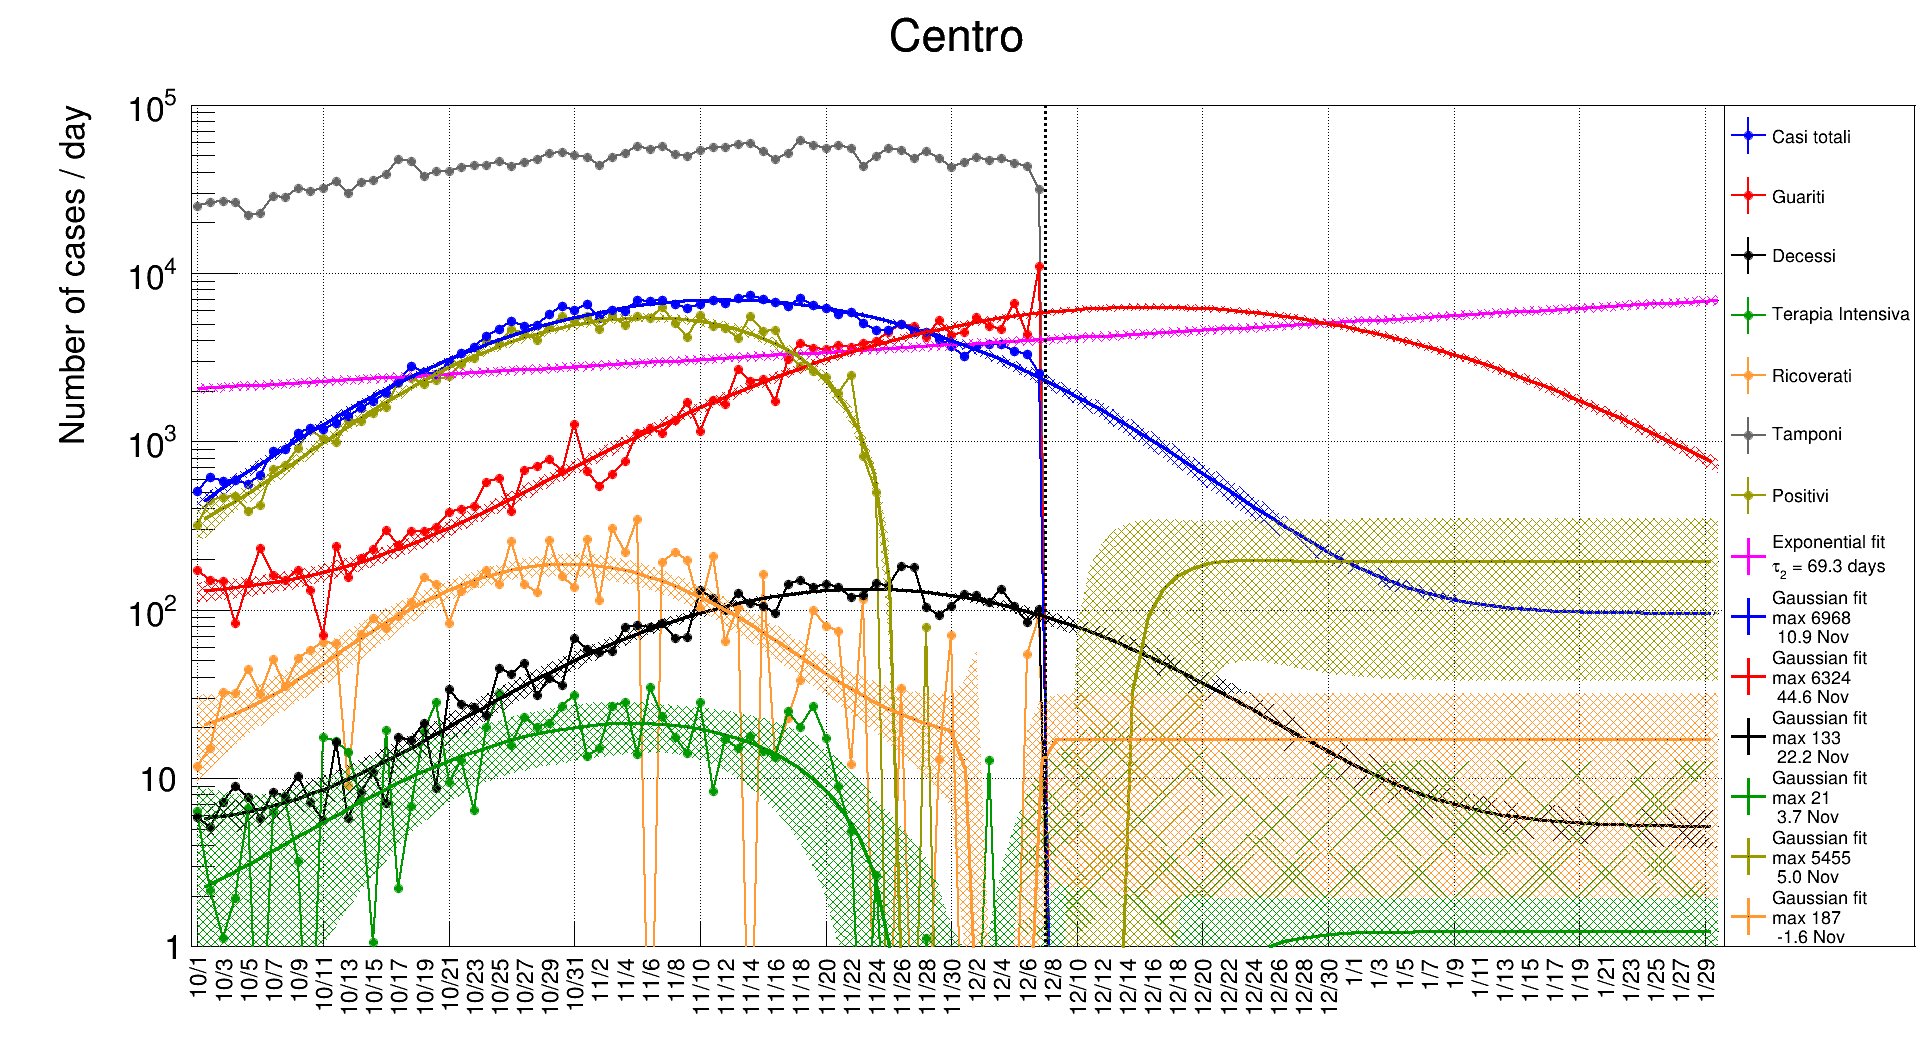 Centro
Number of cases / day
10^5
10^4
10^3
10^2
10
1
10/1
10/3
10/5
10/7
10/9
10/11
10/13
10/15
10/17
10/19
10/21
10/23
10/25
10/27
10/29
10/31
11/2
11/4
11/6
11/8
11/10
11/12
11/14
11/16
11/18
11/20
11/22
11/24
11/26
11/28
11/30
12/2
12/4
12/6
12/8
12/10
12/12
12/14
12/16
12/18
12/20
12/22
12/24
12/26
12/28
12/30
1/1
1/3
1/5
1/7
1/9
1/11
1/13
1/15
1/17
1/19
1/21
1/23
1/25
1/27
1/29
Casi totali
Guariti
Decessi
Terapia Intensiva
Ricoverati
Tamponi
Positivi
Exponential fit
τ2 = 69.3 days
Gaussian fit
max 6968
10.9 Nov
Gaussian fit
max 6324
44.6 Nov
Gaussian fit
max 133
22.2 Nov
Gaussian fit
max 21
3.7 Nov
Gaussian fit
max 5455
5.0 Nov
Gaussian fit
max 187
-1.6 Nov